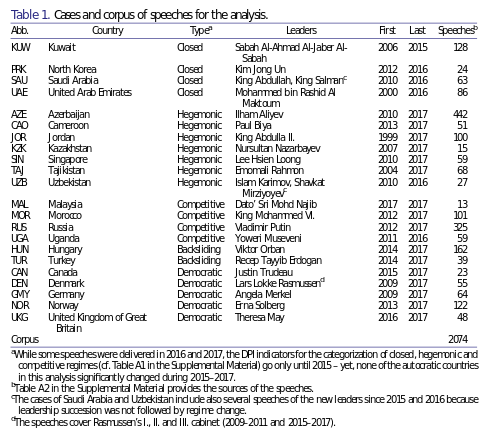 Table 1. Cases and corpus of speeches for the analysis.
Abb. Country Typeᵃ Leaders First Last Speechesᵇ
KUW Kuwait Closed Sabah Al-Ahmad Al-Jaber Al-Sabah 2006 2015 128
PRK North Korea Closed Kim Jong Un 2012 2016 24
SAU Saudi Arabia Closed King Abdullah, King Salmanᶜ 2010 2016 63
UAE United Arab Emirates Closed Mohammed bin Rashid Al Maktoum 2000 2016 86
AZE Azerbaijan Hegemonic Ilham Aliyev 2010 2017 442
CAO Cameroon Hegemonic Paul Biya 2013 2017 51
JOR Jordan Hegemonic King Abdulla II. 1999 2017 100
KZK Kazakhstan Hegemonic Nursultan Nazarbayev 2007 2017 15
SIN Singapore Hegemonic Lee Hsien Loong 2010 2017 59
TAJ Tajikistan Hegemonic Emomali Rahmon 2004 2017 68
UZB Uzbekistan Hegemonic Islam Karimov, Shavkat Mirziyoyevᶜ 2010 2016 27
MAL Malaysia Competitive Dato' Sri Mohd Najib 2017 2017 13
MOR Morocco Competitive King Mohammed VI. 2012 2017 101
RUS Russia Competitive Vladimir Putin 2012 2017 325
UGA Uganda Competitive Yoweri Museveni 2011 2016 59
HUN Hungary Backsliding Viktor Orban 2014 2017 162
TUR Turkey Backsliding Recep Tayyib Erdogan 2014 2017 39
CAN Canada Democratic Justin Trudeau 2015 2017 23
DEN Denmark Democratic Lars Lokke Rasmussenᵈ 2009 2017 55
GMY Germany Democratic Angela Merkel 2009 2017 64
NOR Norway Democratic Erna Solberg 2013 2017 122
UKG United Kingdom of Great Britain Democratic Theresa May 2016 2017 48
Corpus 2074
ᵃWhile some speeches were delivered in 2016 and 2017, the DPI indicators for the categorization of closed, hegemonic and
competitive regimes (cf. Table A1 in the Supplemental Material) go only until 2015 – yet, none of the autocratic countries
in this analysis significantly changed during 2015–2017.
ᵇTable A2 in the Supplemental Material provides the sources of the speeches.
ᶜThe cases of Saudi Arabia and Uzbekistan include also several speeches of the new leaders since 2015 and 2016 because
leadership succession was not followed by regime change.
ᵈThe speeches cover Rasmussen's I., II. and III. cabinet (2009–2011 and 2015–2017).